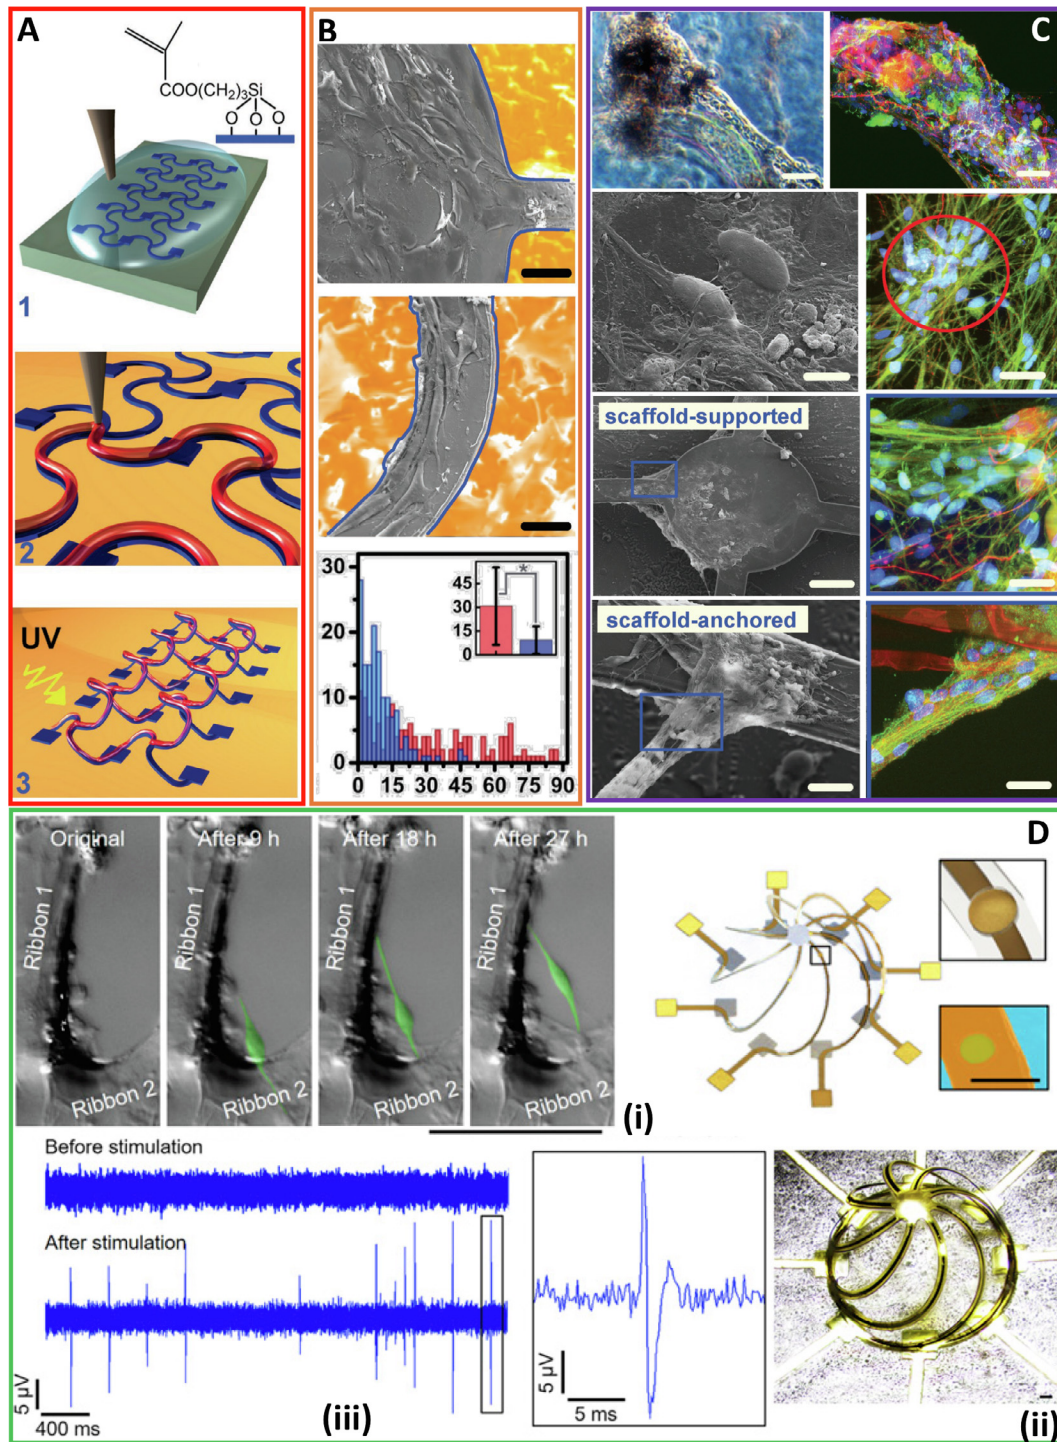 A
COO(CH2)3Si
O O O
1
2
UV
3
B
30
20
10
0
45
30
15
0
*
0 15 30 45 60 75 90
C
scaffold-supported
scaffold-anchored
D
Original
After 9 h
After 18 h
After 27 h
Ribbon 1
Ribbon 1
Ribbon 1
Ribbon 1
Ribbon 2
Ribbon 2
Ribbon 2
Ribbon 2
(i)
Before stimulation
After stimulation
5 μV
400 ms
(iii)
5 μV
5 ms
(ii)